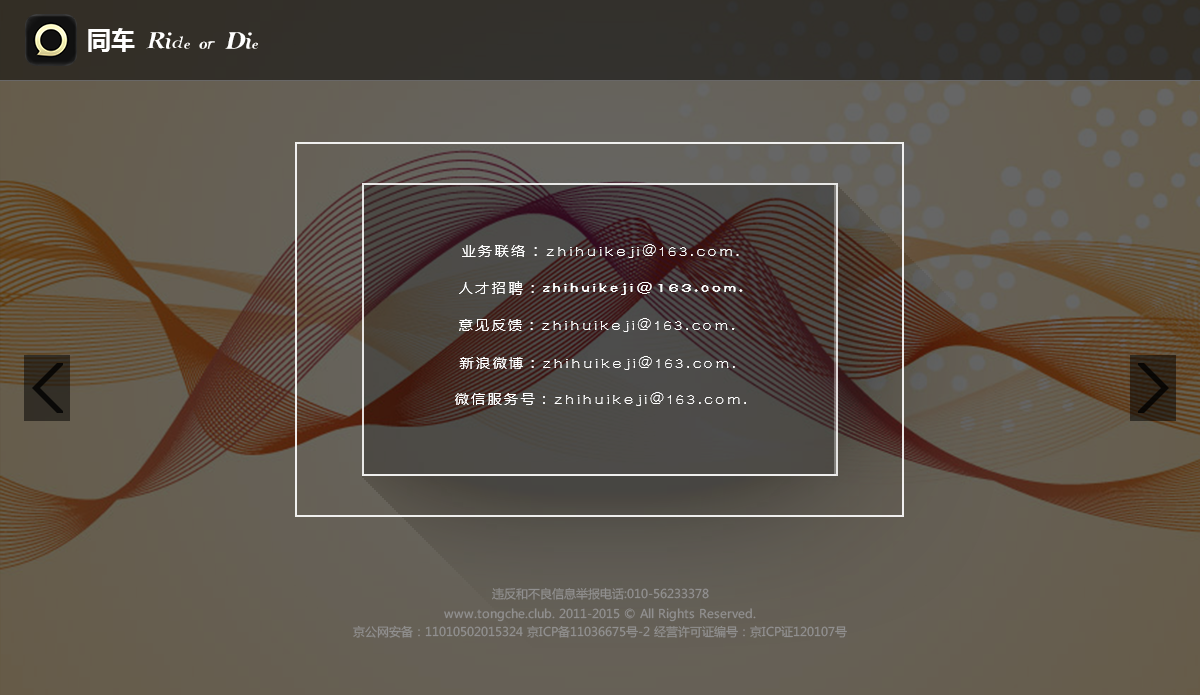 同车 Ride or Die
业务联络：zhihuikeji@163.com.
人才招聘：zhihuikeji@163.com.
意见反馈：zhihuikeji@163.com.
新浪微博：zhihuikeji@163.com.
微信服务号：zhihuikeji@163.com.
违反和不良信息举报电话:010-56233378
www.tongche.club. 2011-2015 © All Rights Reserved.
京公网安备：11010502015324 京ICP备11036675号-2 经营许可证编号：京ICP证120107号